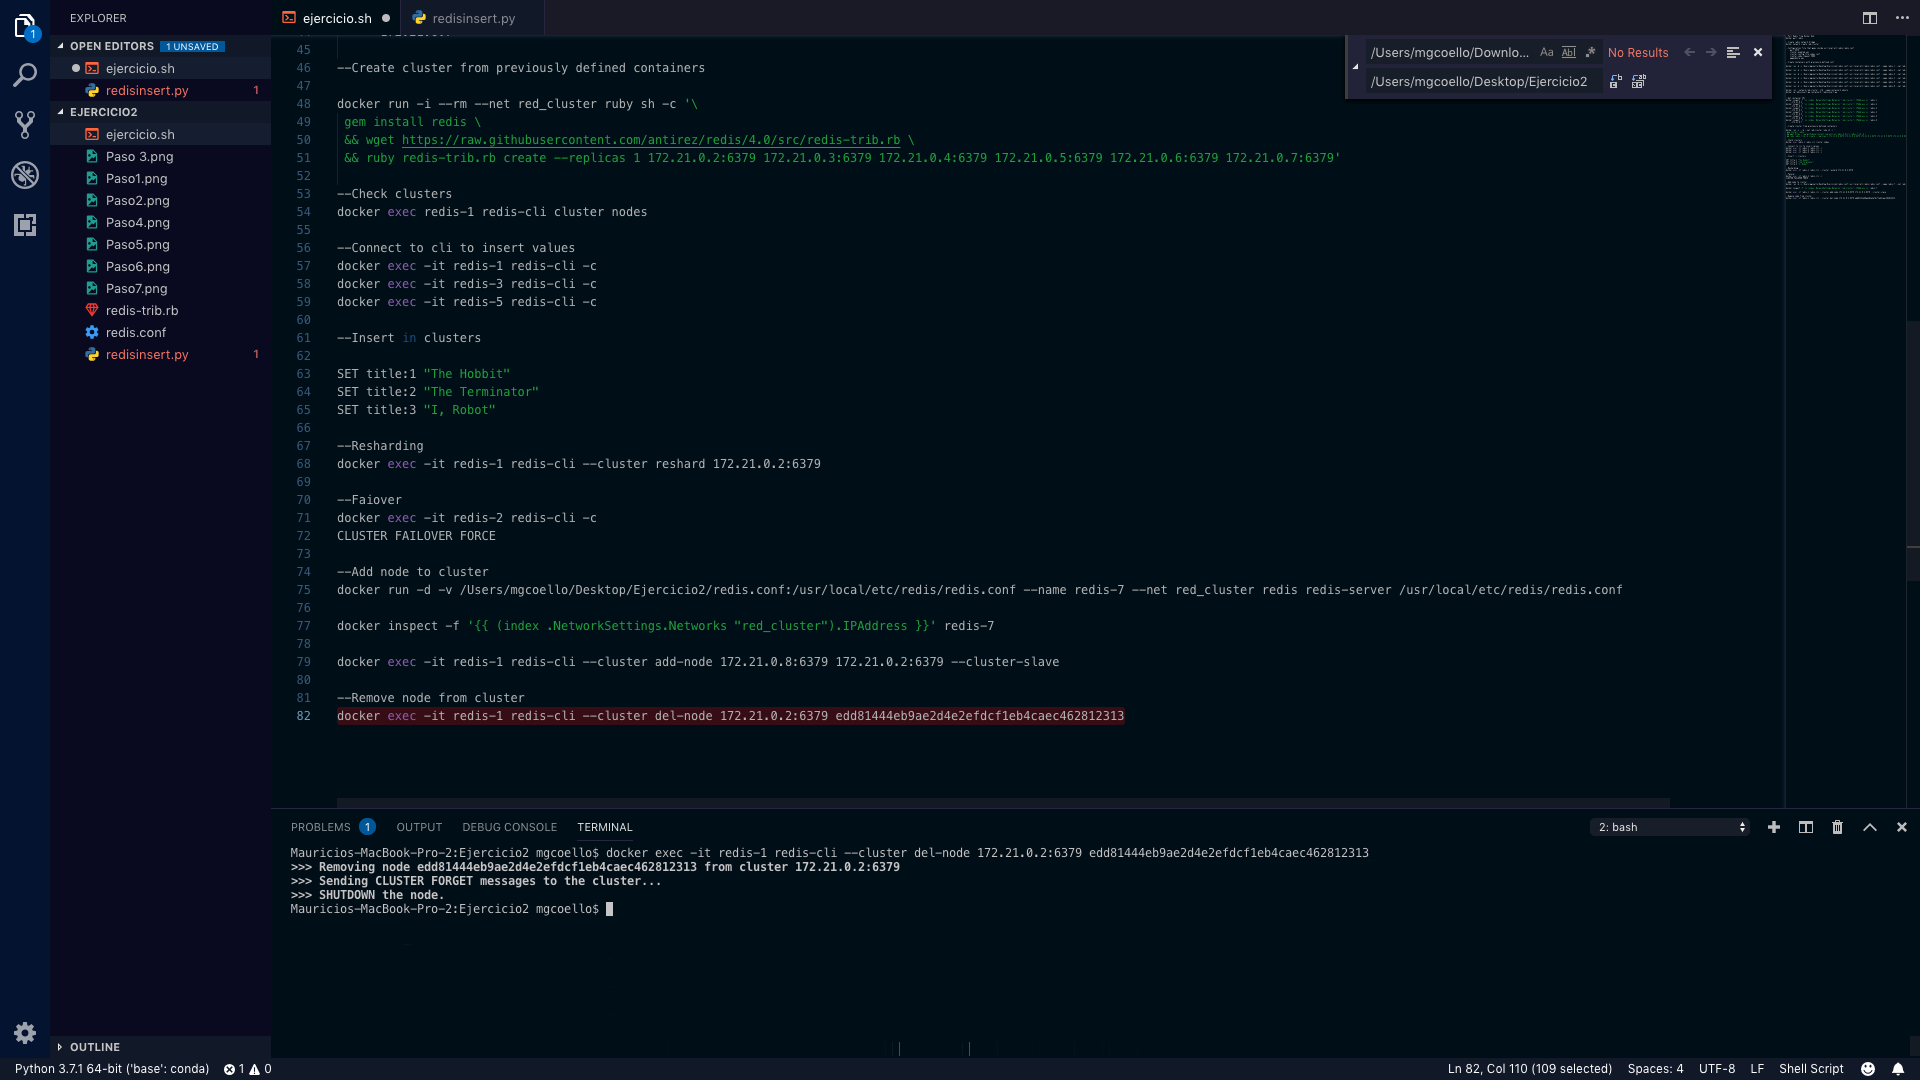 EXPLORER
ejercicio.sh
redisinsert.py
1
OPEN EDITORS 1 UNSAVED
ejercicio.sh
redisinsert.py 1
EJERCICIO2
ejercicio.sh
Paso 3.png
Paso1.png
Paso2.png
Paso4.png
Paso5.png
Paso6.png
Paso7.png
redis-trib.rb
redis.conf
redisinsert.py 1
OUTLINE
/Users/mgcoello/Downlo... Aa Abl .* No Results
/Users/mgcoello/Desktop/Ejercicio2
45
46 --Create cluster from previously defined containers
47
48 docker run -i --rm --net red_cluster ruby sh -c '\
49 gem install redis \
50 && wget https://raw.githubusercontent.com/antirez/redis/4.0/src/redis-trib.rb \
51 && ruby redis-trib.rb create --replicas 1 172.21.0.2:6379 172.21.0.3:6379 172.21.0.4:6379 172.21.0.5:6379 172.21.0.6:6379 172.21.0.7:6379'
52
53 --Check clusters
54 docker exec redis-1 redis-cli cluster nodes
55
56 --Connect to cli to insert values
57 docker exec -it redis-1 redis-cli -c
58 docker exec -it redis-3 redis-cli -c
59 docker exec -it redis-5 redis-cli -c
60
61 --Insert in clusters
62
63 SET title:1 "The Hobbit"
64 SET title:2 "The Terminator"
65 SET title:3 "I, Robot"
66
67 --Resharding
68 docker exec -it redis-1 redis-cli --cluster reshard 172.21.0.2:6379
69
70 --Faiover
71 docker exec -it redis-2 redis-cli -c
72 CLUSTER FAILOVER FORCE
73
74 --Add node to cluster
75 docker run -d -v /Users/mgcoello/Desktop/Ejercicio2/redis.conf:/usr/local/etc/redis/redis.conf --name redis-7 --net red_cluster redis redis-server /usr/local/etc/redis/redis.conf
76
77 docker inspect -f '{{ (index .NetworkSettings.Networks "red_cluster").IPAddress }}' redis-7
78
79 docker exec -it redis-1 redis-cli --cluster add-node 172.21.0.8:6379 172.21.0.2:6379 --cluster-slave
80
81 --Remove node from cluster
82 docker exec -it redis-1 redis-cli --cluster del-node 172.21.0.2:6379 edd81444eb9ae2d4e2efdcf1eb4caec462812313
PROBLEMS 1 OUTPUT DEBUG CONSOLE TERMINAL 2: bash
Mauricios-MacBook-Pro-2:Ejercicio2 mgcoello$ docker exec -it redis-1 redis-cli --cluster del-node 172.21.0.2:6379 edd81444eb9ae2d4e2efdcf1eb4caec462812313
>>> Removing node edd81444eb9ae2d4e2efdcf1eb4caec462812313 from cluster 172.21.0.2:6379
>>> Sending CLUSTER FORGET messages to the cluster...
>>> SHUTDOWN the node.
Mauricios-MacBook-Pro-2:Ejercicio2 mgcoello$
Python 3.7.1 64-bit ('base': conda) 1 0 Ln 82, Col 110 (109 selected) Spaces: 4 UTF-8 LF Shell Script